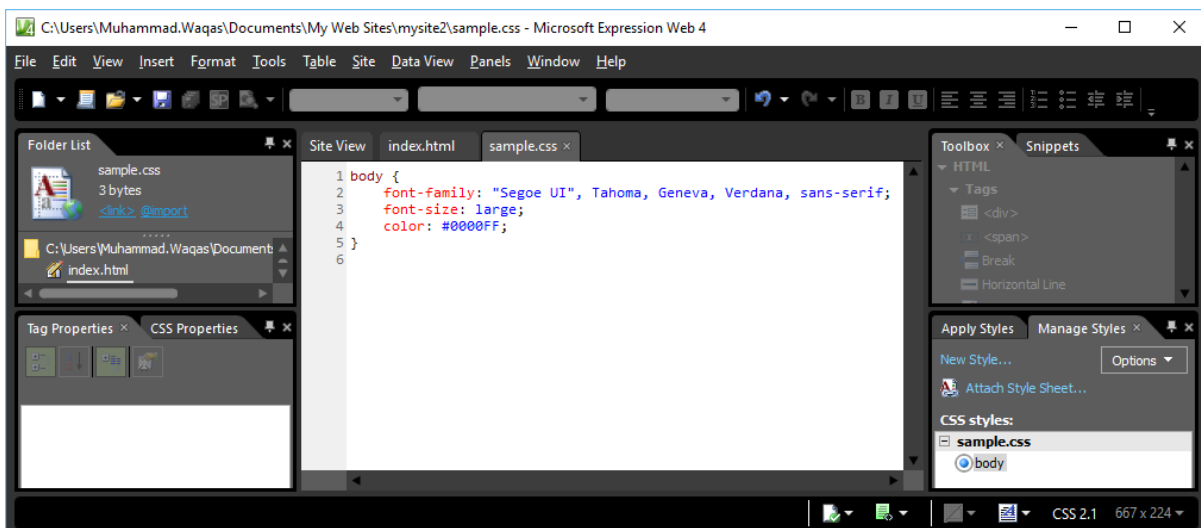 C:\Users\Muhammad.Waqas\Documents\My Web Sites\mysite2\sample.css - Microsoft Expression Web 4
File Edit View Insert Format Tools Table Site Data View Panels Window Help
Folder List
sample.css
3 bytes
<link> @import
C:\Users\Muhammad.Waqas\Document
index.html
Tag Properties CSS Properties
Site View index.html sample.css
1 body {
2 font-family: "Segoe UI", Tahoma, Geneva, Verdana, sans-serif;
3 font-size: large;
4 color: #0000FF;
5 }
6
Toolbox Snippets
HTML
Tags
<div>
<span>
Break
Horizontal Line
Apply Styles Manage Styles
New Style... Options
Attach Style Sheet...
CSS styles:
sample.css
body
CSS 2.1 667 x 224